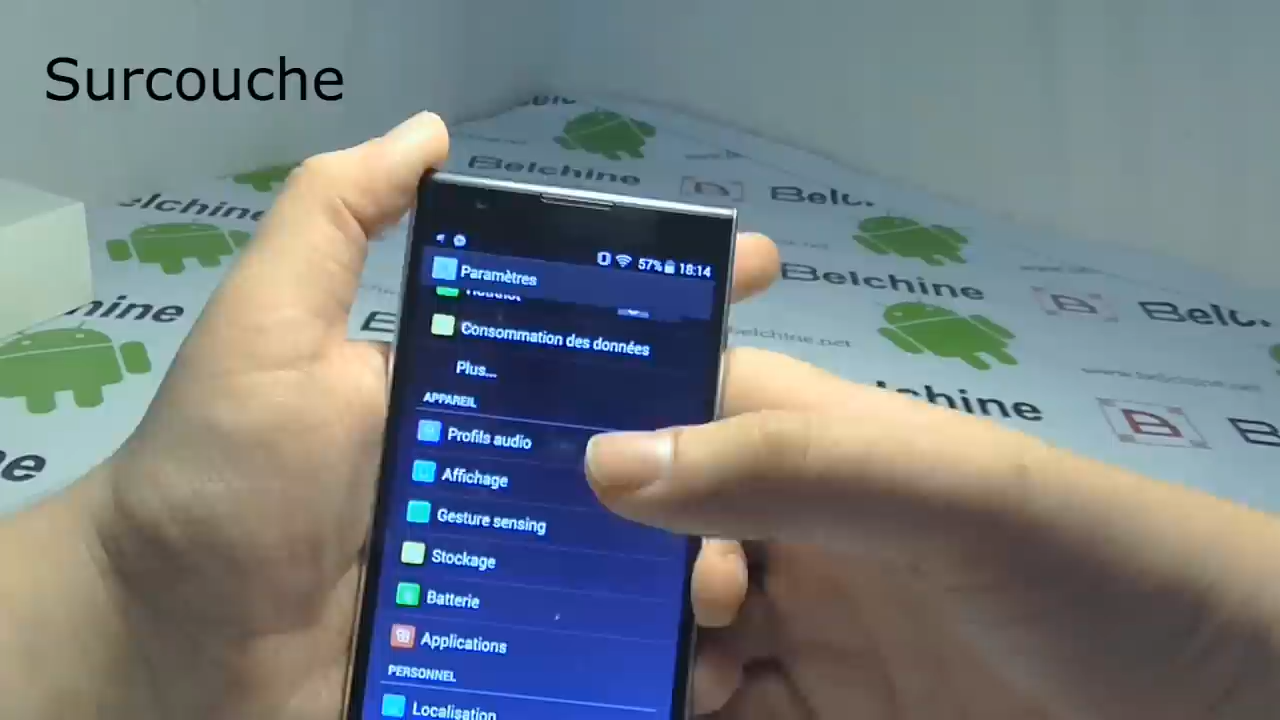 Surcouche
Belchine
Belchine
57% 18:14
Paramètres
Consommation des données
Plus...
APPAREIL
Profils audio
Affichage
Gesture sensing
Stockage
Batterie
Applications
PERSONNEL
Localisation